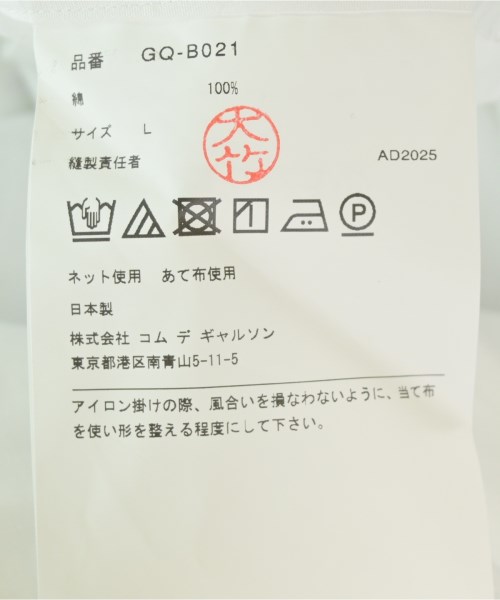 品番 GQ-B021
綿 100%
サイズ L
大竹
縫製責任者 AD2025
P
ネット使用 あて布使用
日本製
株式会社 コム デ ギャルソン
東京都港区南青山5-11-5
アイロン掛けの際、風合いを損なわないように、当て布
を使い形を整える程度にして下さい。